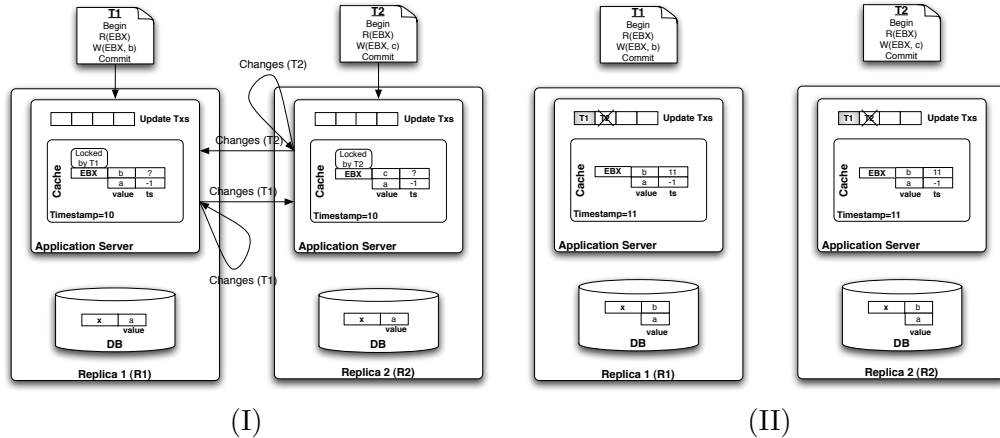 T1
Begin
R(EBX)
W(EBX, b)
Commit
T2
Begin
R(EBX)
W(EBX, c)
Commit
Changes (T2)
Update Txs
Locked
by T1
Cache
EBX b ?
a -1
value ts
Timestamp=10
Application Server
x a
value
DB
Replica 1 (R1)
Changes (T2)
Changes (T1)
Changes (T1)
Update Txs
Locked
by T2
Cache
EBX c ?
a -1
value ts
Timestamp=10
Application Server
x a
value
DB
Replica 2 (R2)
(I)
T1
Begin
R(EBX)
W(EBX, b)
Commit
T2
Begin
R(EBX)
W(EBX, c)
Commit
T1 T2 Update Txs
Cache
EBX b 11
a -1
value ts
Timestamp=11
Application Server
x b
a
value
DB
Replica 1 (R1)
T1 T2 Update Txs
Cache
EBX b 11
a -1
value ts
Timestamp=11
Application Server
x b
a
value
DB
Replica 2 (R2)
(II)